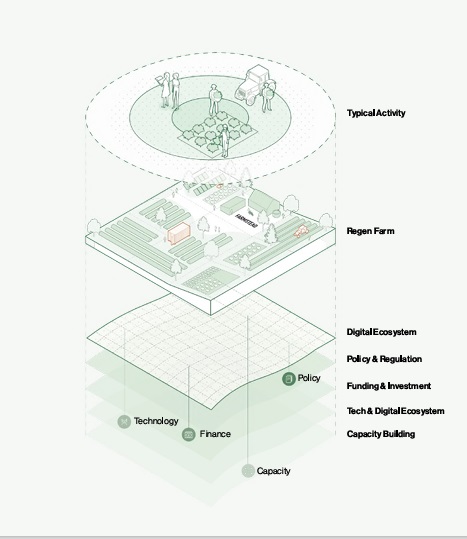 Typical Activity
FARMSTEAD
Regen Farm
Digital Ecosystem
Policy & Regulation
Policy
Funding & Investment
Tech & Digital Ecosystem
Technology
Finance
Capacity Building
Capacity